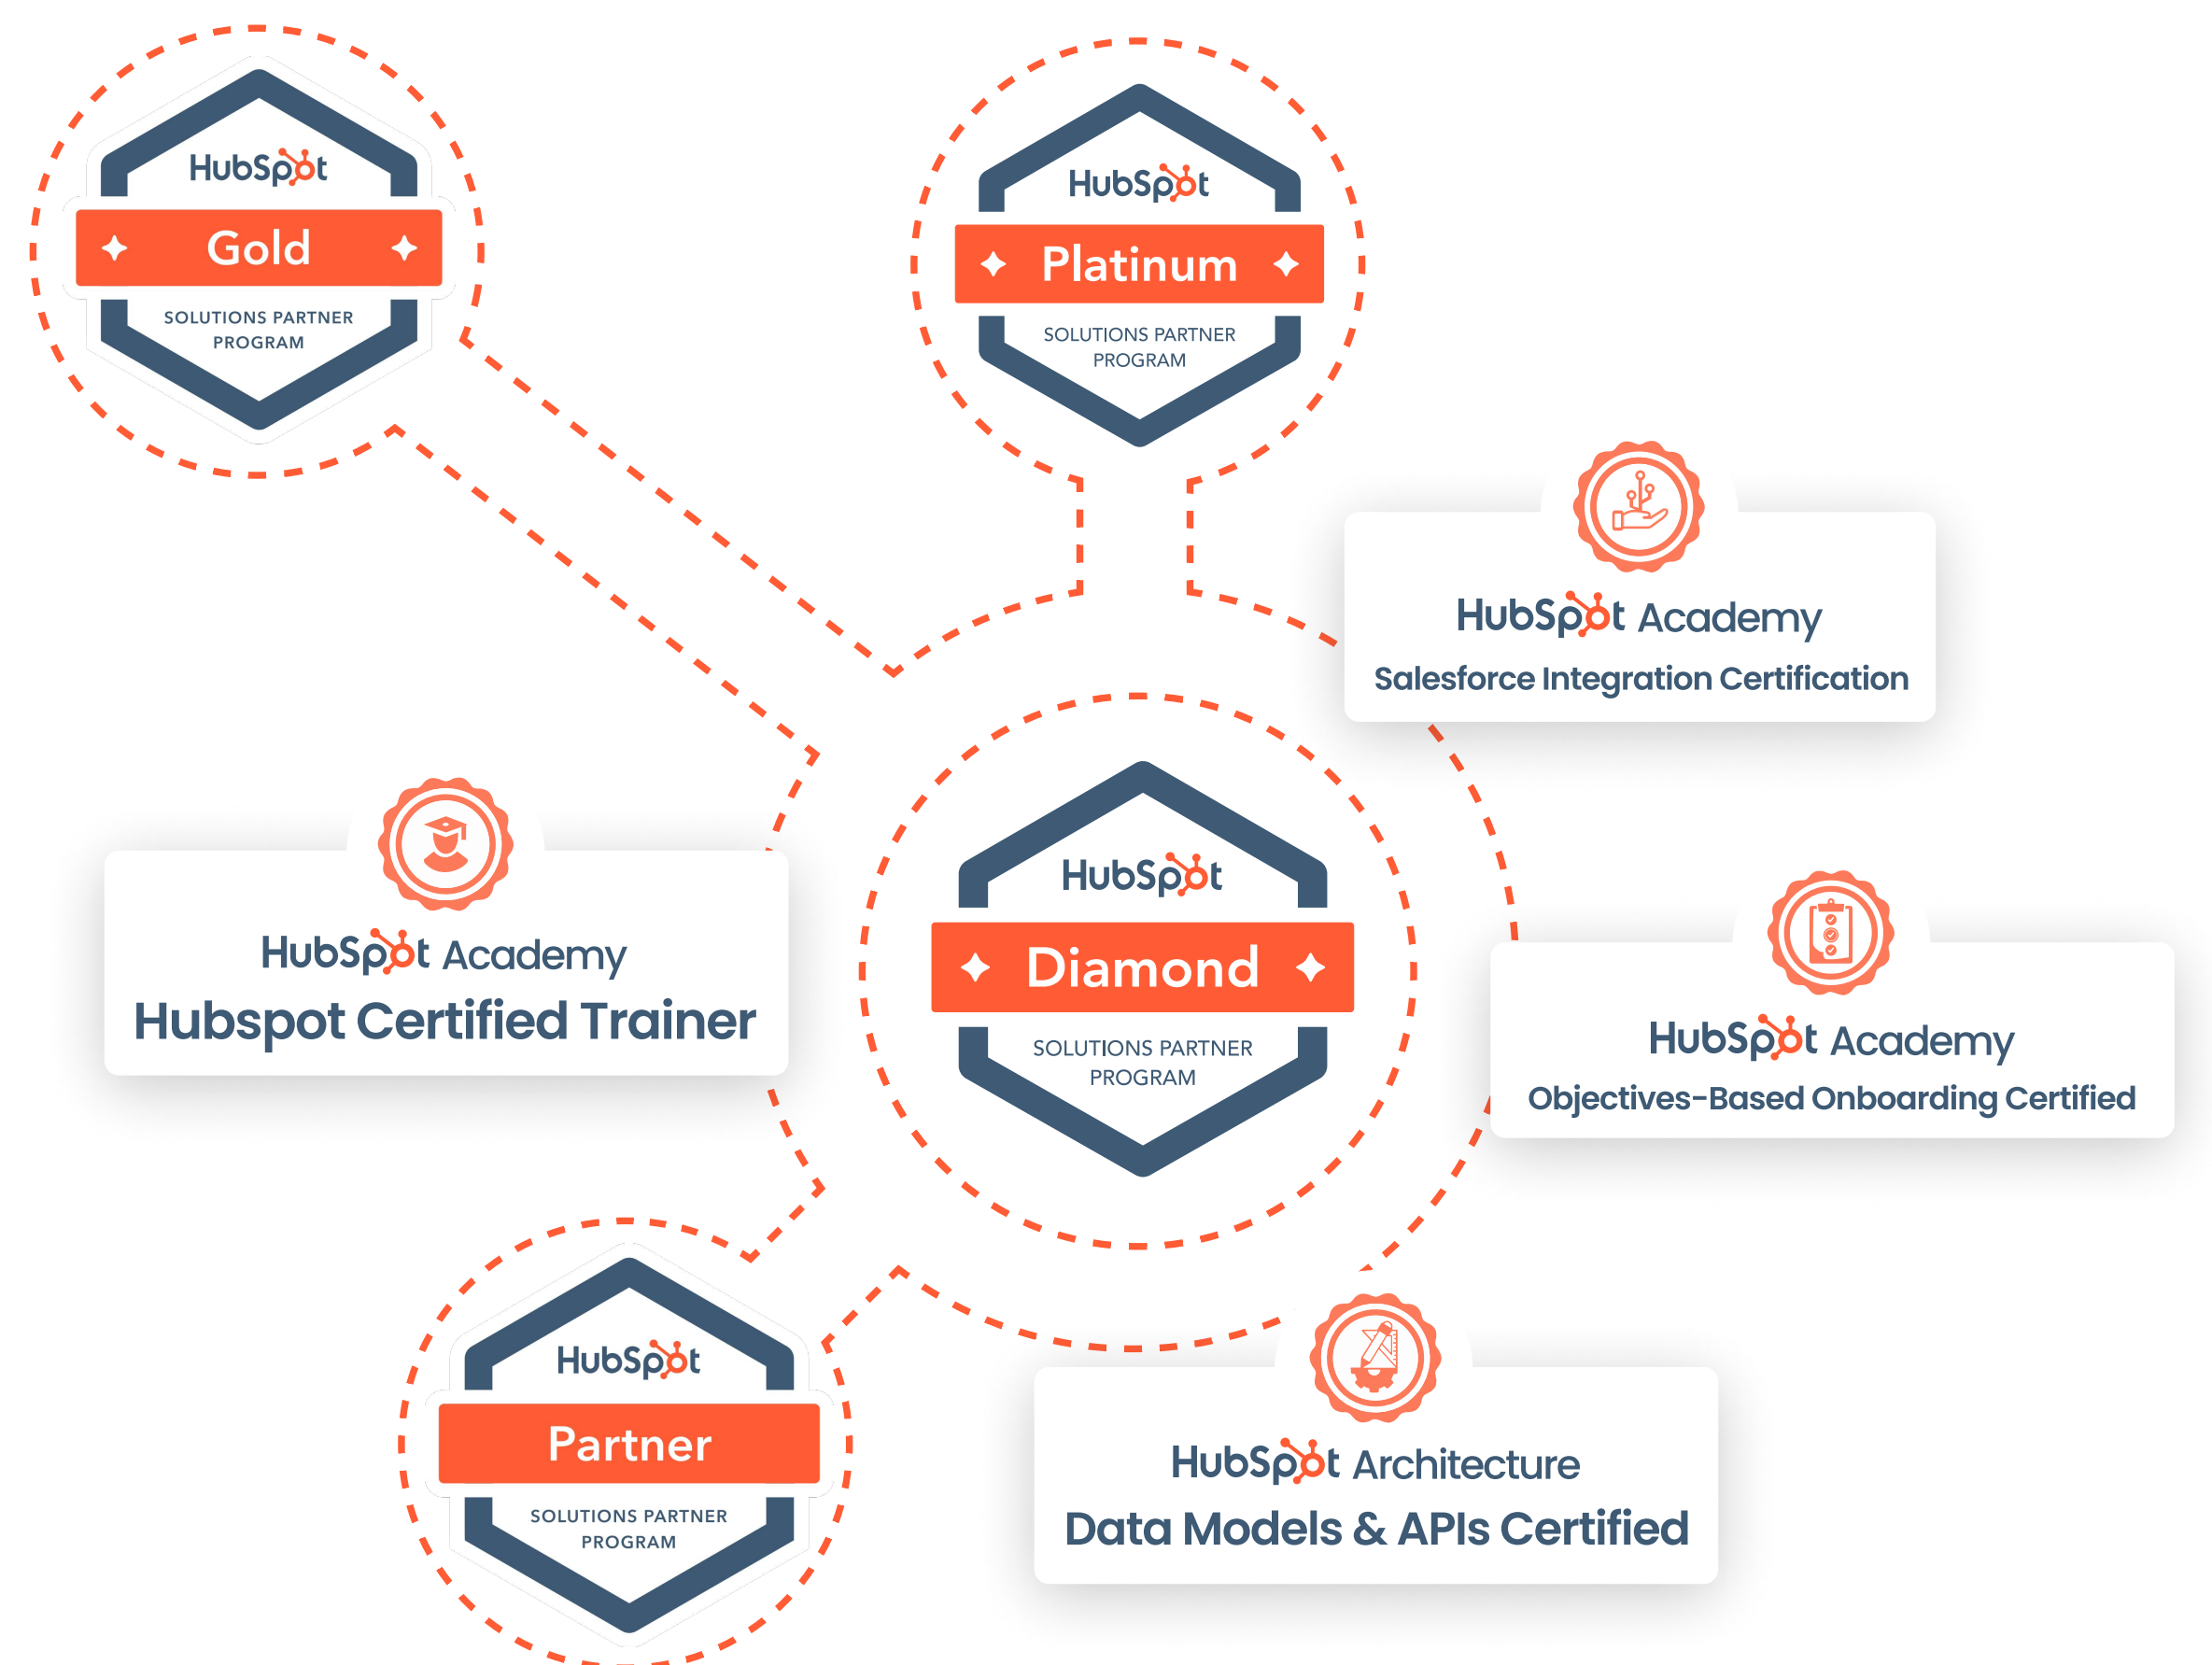 HubSpot
Gold
SOLUTIONS PARTNER
PROGRAM
HubSpot
Platinum
SOLUTIONS PARTNER
PROGRAM
HubSpot Academy
Salesforce Integration Certification
HubSpot Academy
Hubspot Certified Trainer
HubSpot
Diamond
SOLUTIONS PARTNER
PROGRAM
HubSpot Academy
Objectives-Based Onboarding Certified
HubSpot
Partner
SOLUTIONS PARTNER
PROGRAM
HubSpot Architecture
Data Models & APIs Certified